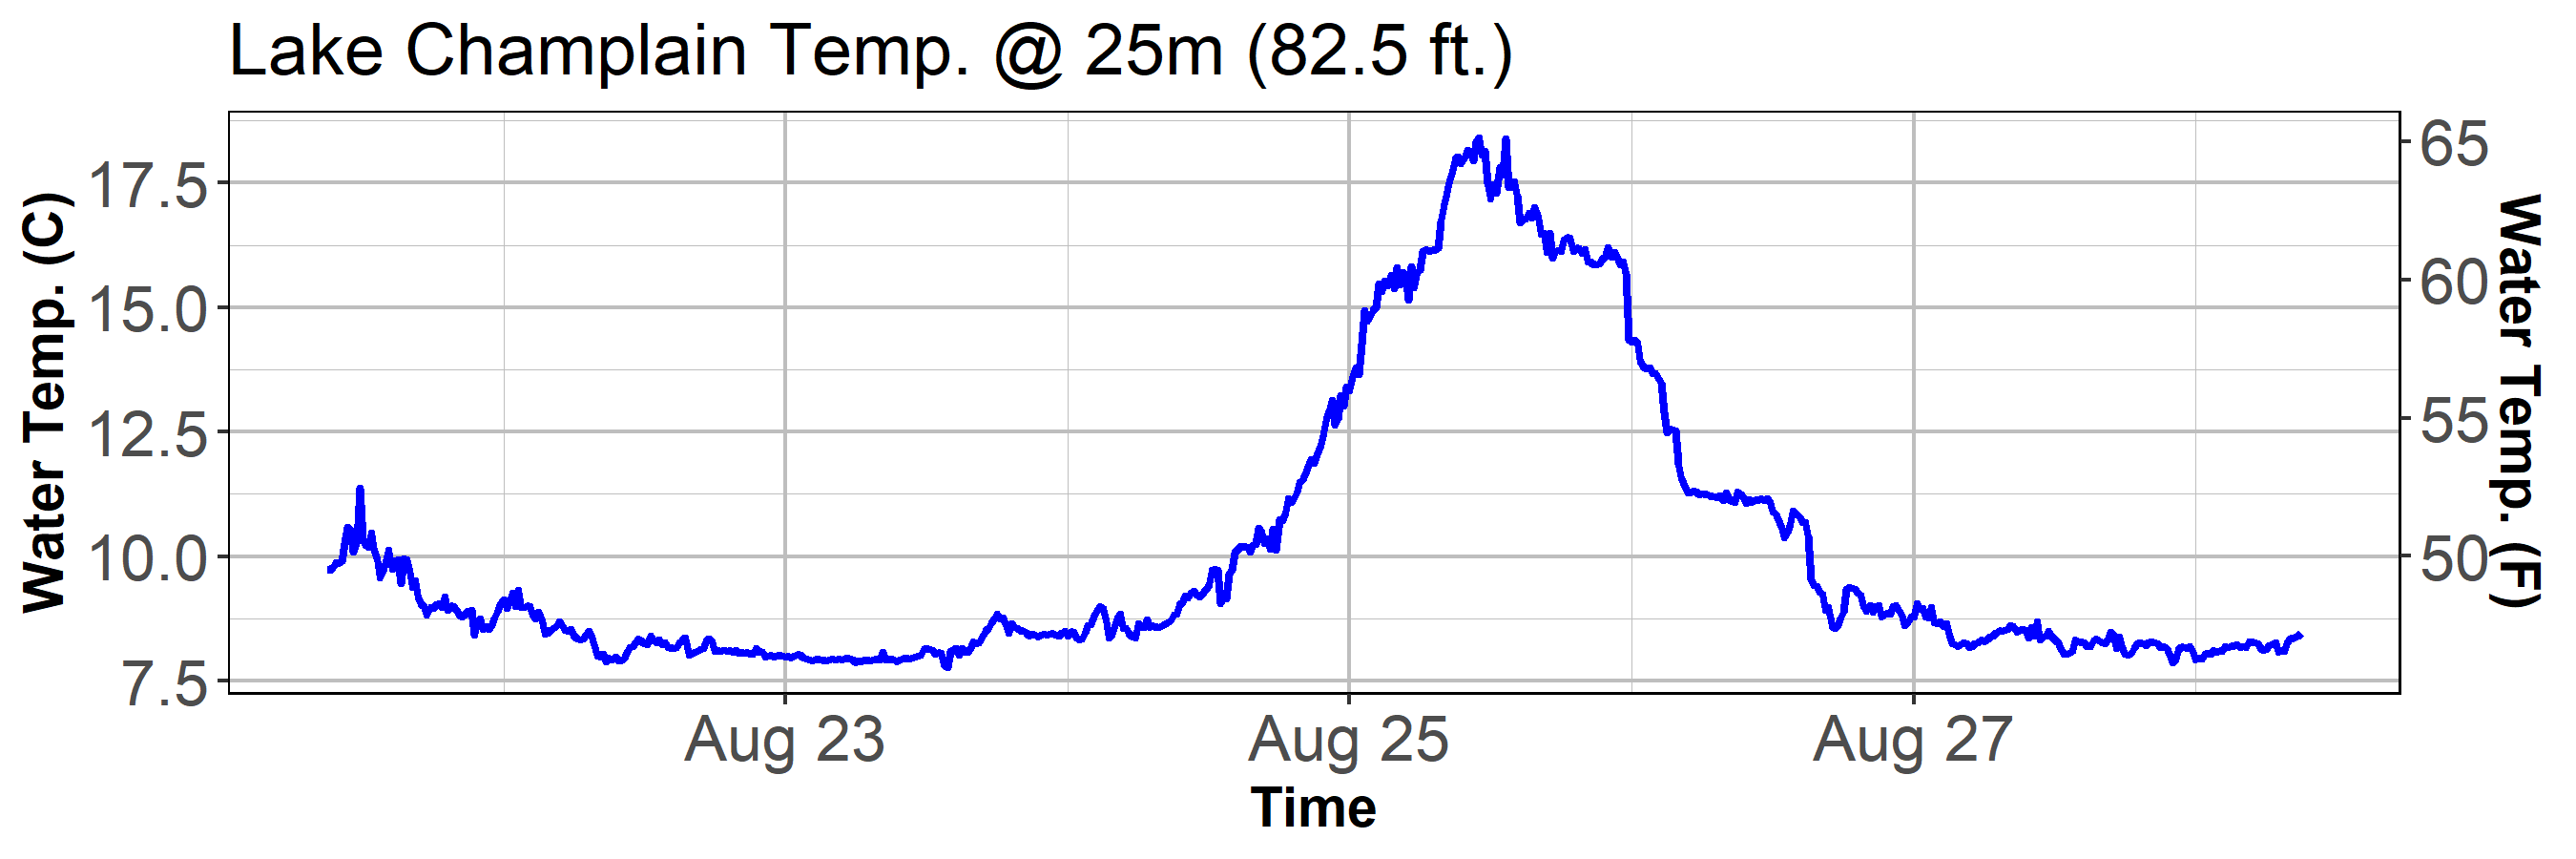 Lake Champlain Temp. @ 25m (82.5 ft.)
Water Temp. (C)
17.5
15.0
12.5
10.0
7.5
65
60
55
50
Water Temp. (F)
Aug 23
Aug 25
Aug 27
Time